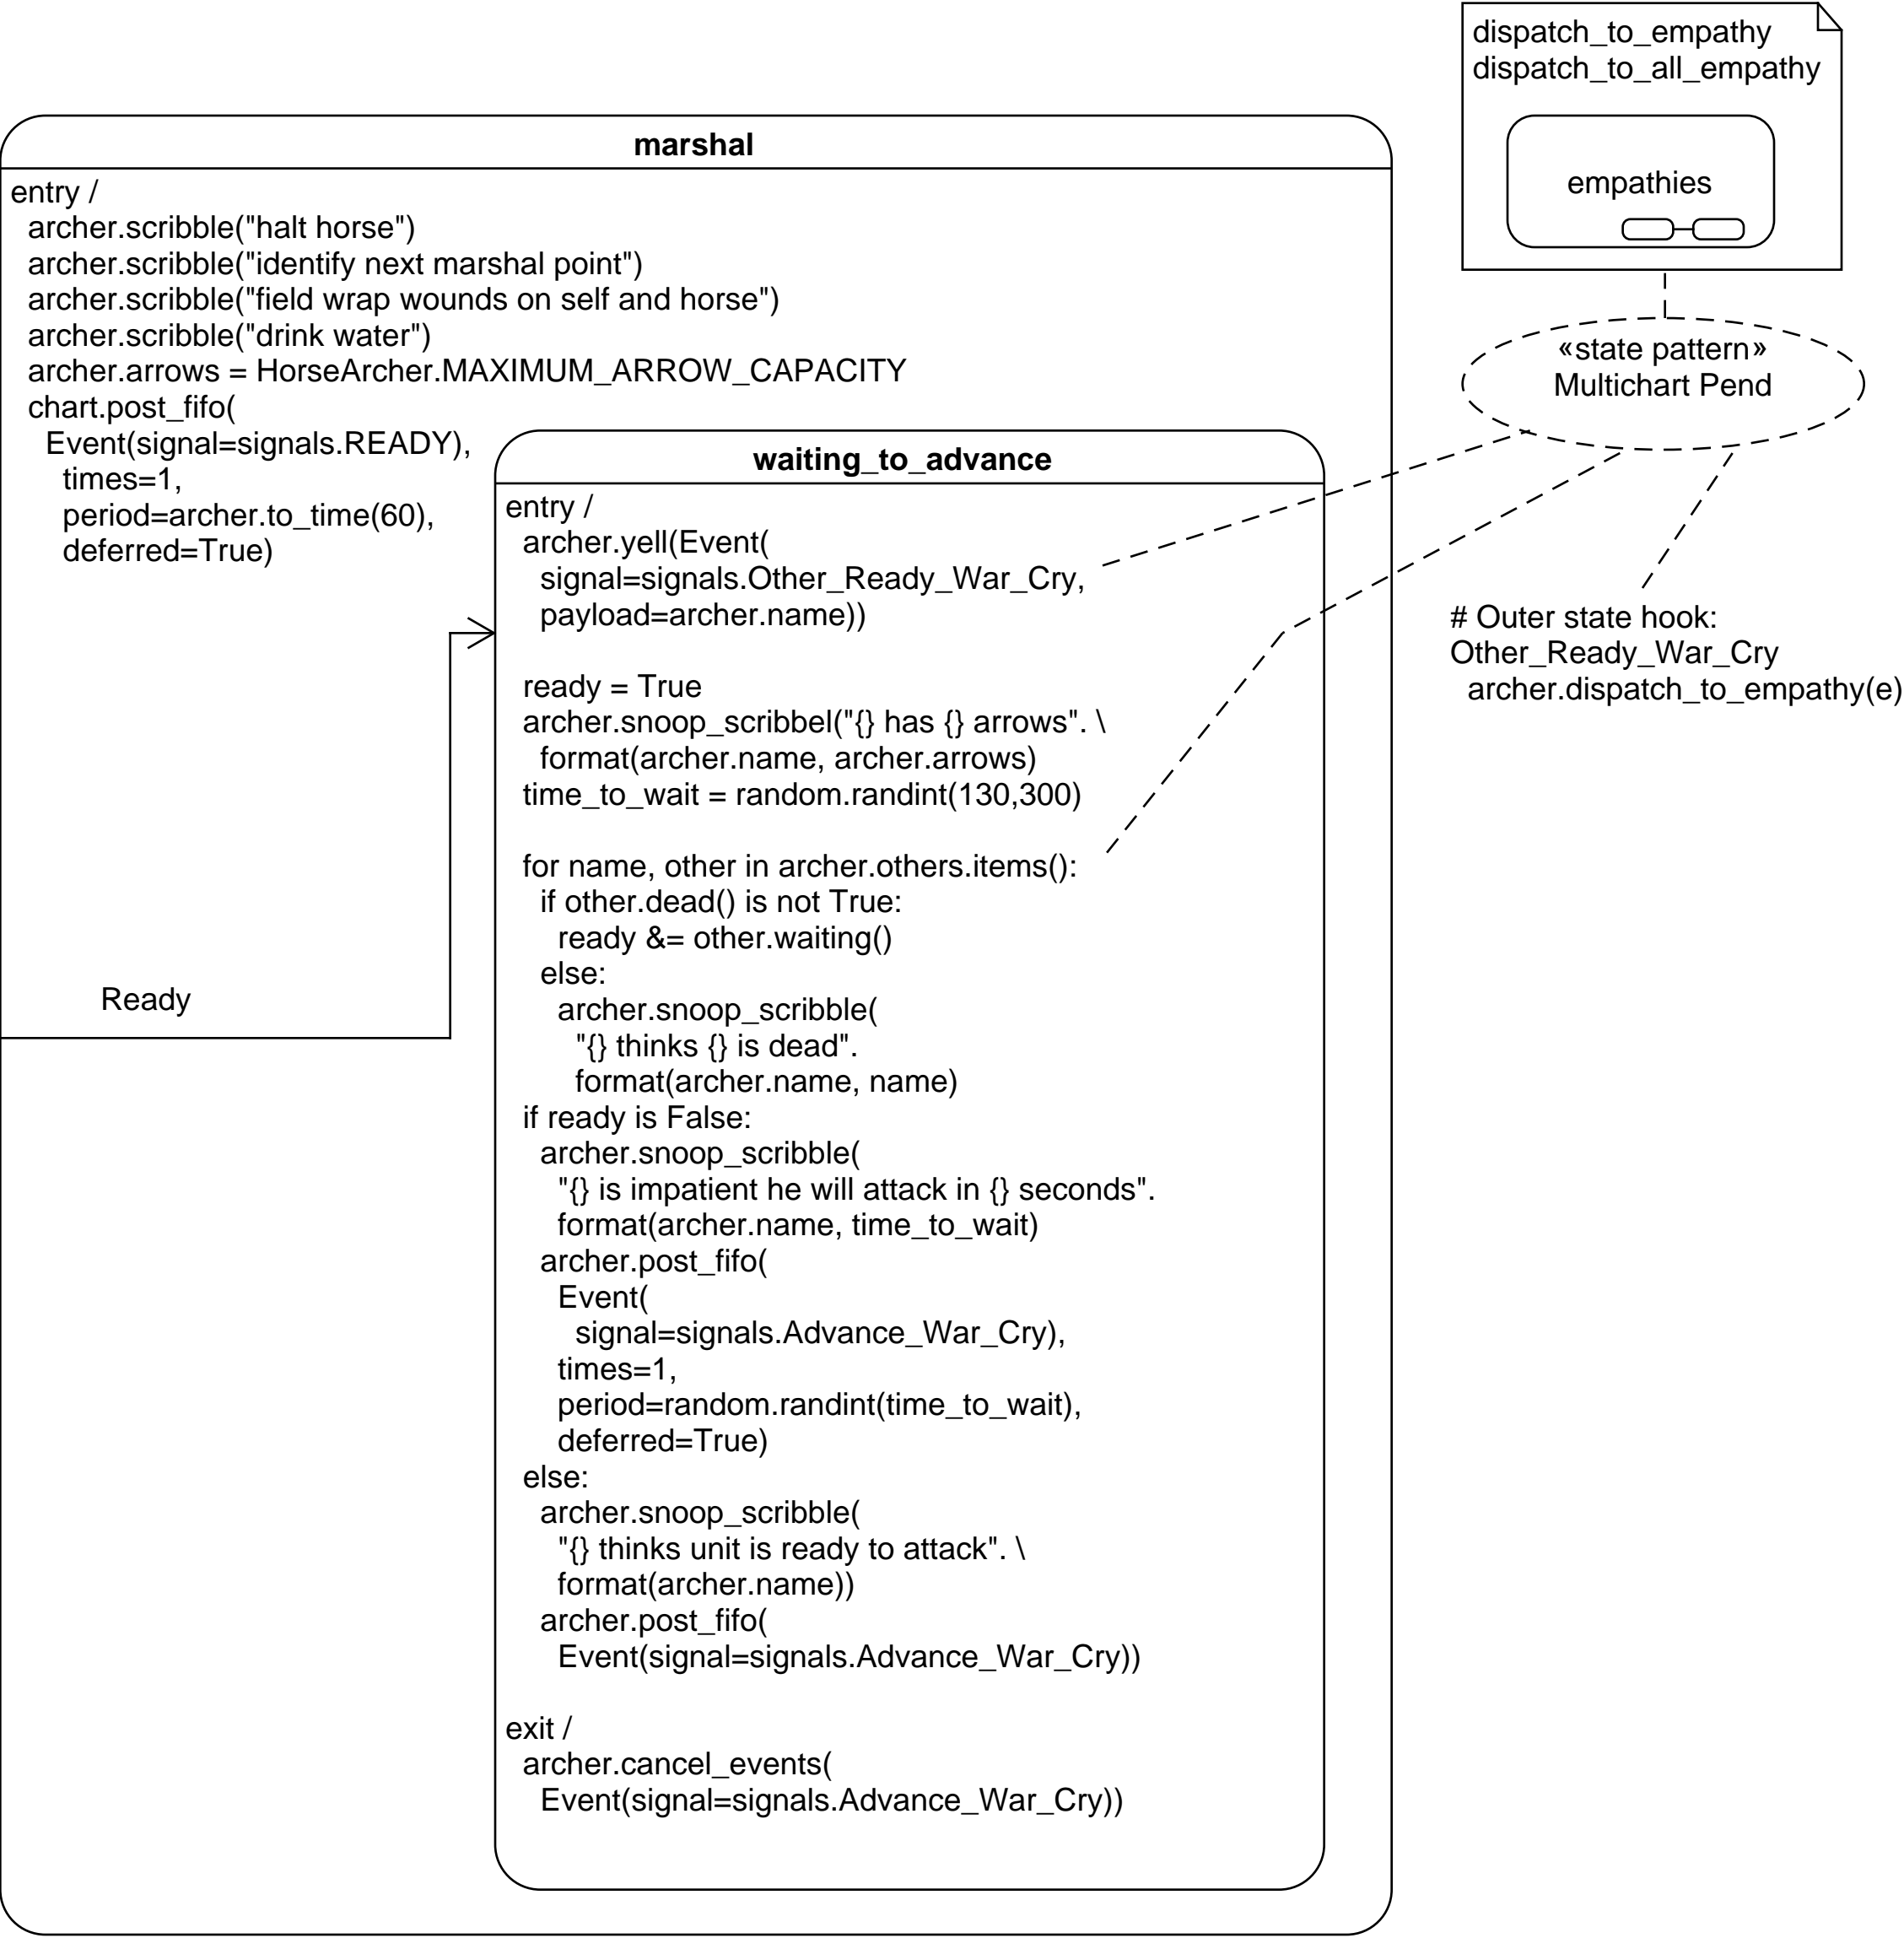 dispatch_to_empathy
dispatch_to_all_empathy
empathies
«state pattern»
Multichart Pend
# Outer state hook:
Other_Ready_War_Cry
archer.dispatch_to_empathy(e)
marshal
entry /
archer.scribble("halt horse")
archer.scribble("identify next marshal point")
archer.scribble("field wrap wounds on self and horse")
archer.scribble("drink water")
archer.arrows = HorseArcher.MAXIMUM_ARROW_CAPACITY
chart.post_fifo(
Event(signal=signals.READY),
times=1,
period=archer.to_time(60),
deferred=True)
Ready
waiting_to_advance
entry /
archer.yell(Event(
signal=signals.Other_Ready_War_Cry,
payload=archer.name))
ready = True
archer.snoop_scribbel("{} has {} arrows". \
format(archer.name, archer.arrows)
time_to_wait = random.randint(130,300)
for name, other in archer.others.items():
if other.dead() is not True:
ready &= other.waiting()
else:
archer.snoop_scribble(
"{} thinks {} is dead".
format(archer.name, name)
if ready is False:
archer.snoop_scribble(
"{} is impatient he will attack in {} seconds".
format(archer.name, time_to_wait)
archer.post_fifo(
Event(
signal=signals.Advance_War_Cry),
times=1,
period=random.randint(time_to_wait),
deferred=True)
else:
archer.snoop_scribble(
"{} thinks unit is ready to attack". \
format(archer.name))
archer.post_fifo(
Event(signal=signals.Advance_War_Cry))
exit /
archer.cancel_events(
Event(signal=signals.Advance_War_Cry))